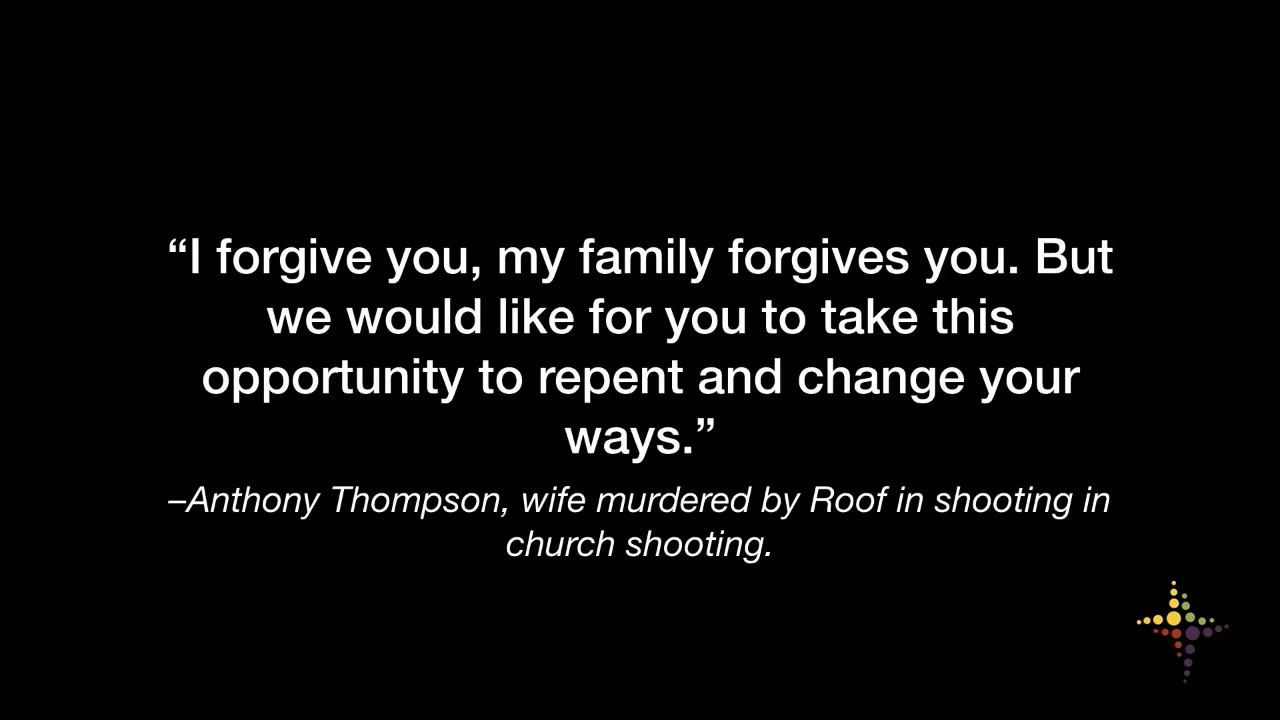 “I forgive you, my family forgives you. But
we would like for you to take this
opportunity to repent and change your
ways.”
–Anthony Thompson, wife murdered by Roof in shooting in
church shooting.